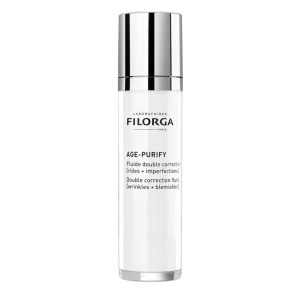 LABORATOIRES
FILORGA
PARIS
AGE-PURIFY
Fluide double correction
[rides + imperfections]
Double correction fluid
[wrinkles + blemishes]